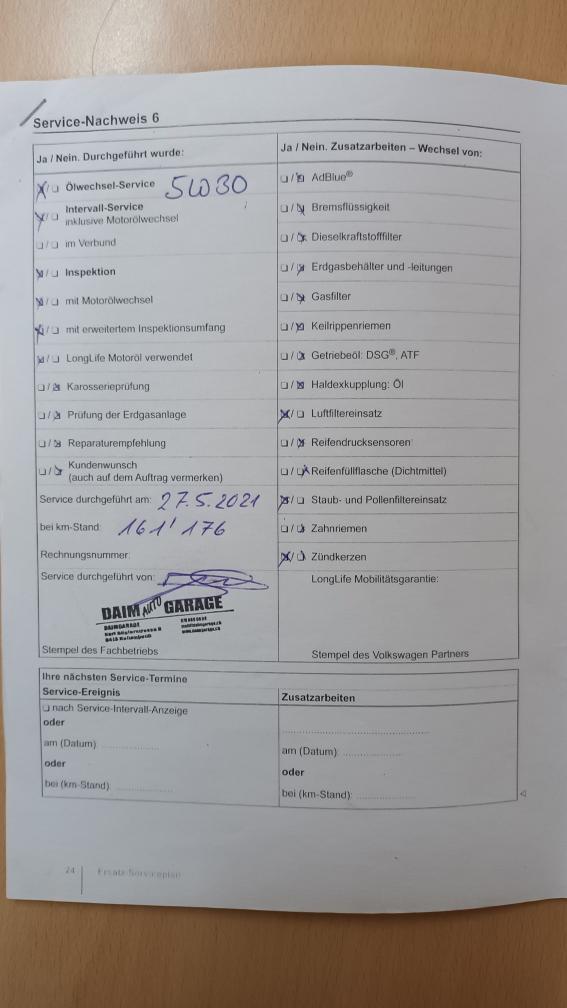 Service-Nachweis 6
Ja / Nein. Durchgeführt wurde:
Ölwechsel-Service 5W30
Intervall-Service
inklusive Motorölwechsel
im Verbund
Inspektion
mit Motorölwechsel
mit erweitertem Inspektionsumfang
LongLife Motoröl verwendet
Karosserieprüfung
Prüfung der Erdgasanlage
Reparaturempfehlung
Kundenwunsch
(auch auf dem Auftrag vermerken)
Service durchgeführt am: 27.5.2021
bei km-Stand: 161'176
Rechnungsnummer:
Service durchgeführt von:
DAIM AUTO GARAGE
DAIMGARAGE
Stempel des Fachbetriebs
Ja / Nein. Zusatzarbeiten – Wechsel von:
AdBlue®
Bremsflüssigkeit
Dieselkraftstofffilter
Erdgasbehälter und -leitungen
Gasfilter
Keilrippenriemen
Getriebeöl: DSG®, ATF
Haldexkupplung: Öl
Luftfiltereinsatz
Reifendrucksensoren
Reifenfüllflasche (Dichtmittel)
Staub- und Pollenfiltereinsatz
Zahnriemen
Zündkerzen
LongLife Mobilitätsgarantie:
Stempel des Volkswagen Partners
Ihre nächsten Service-Termine
Service-Ereignis
nach Service-Intervall-Anzeige
oder
am (Datum):
oder
bei (km-Stand):
Zusatzarbeiten
am (Datum):
oder
bei (km-Stand):
24 Ersatz-Serviceplan